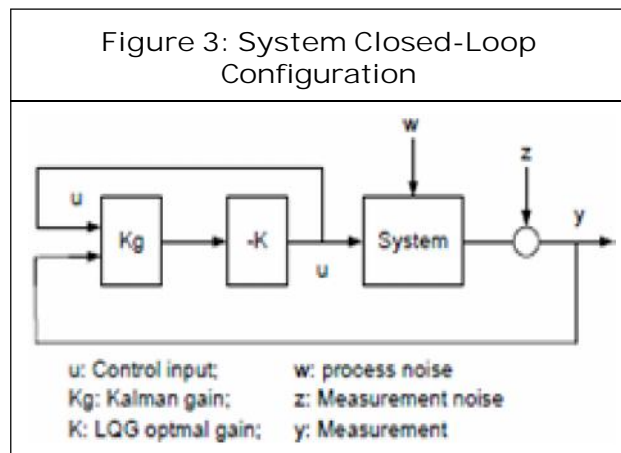 Figure 3: System Closed-Loop
Configuration
w
z
u
y
Kg
-K
System
u
u: Control input; w: process noise
Kg: Kalman gain; z: Measurement noise
K: LQG optmal gain; y: Measurement